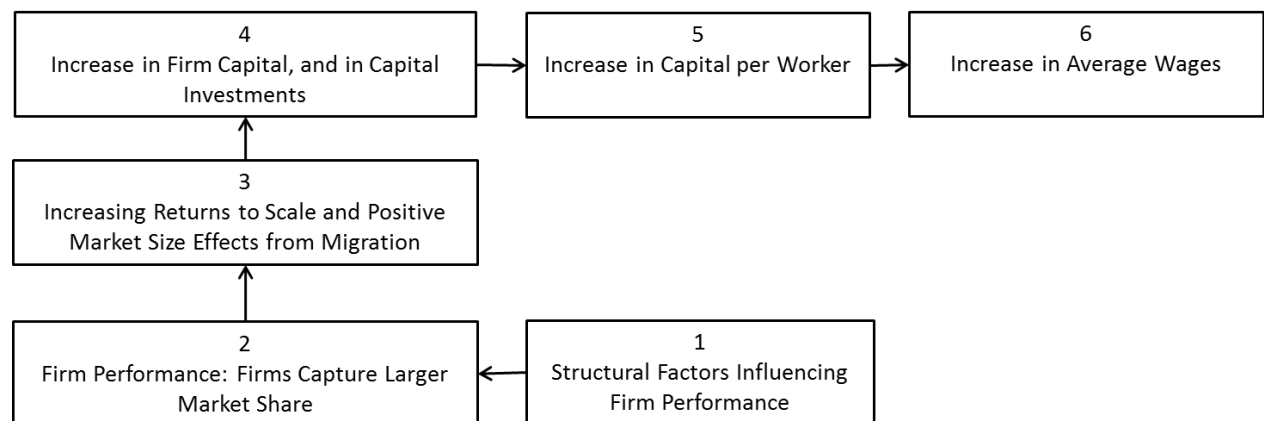 4
Increase in Firm Capital, and in Capital
Investments
5
Increase in Capital per Worker
6
Increase in Average Wages
3
Increasing Returns to Scale and Positive
Market Size Effects from Migration
2
Firm Performance: Firms Capture Larger
Market Share
1
Structural Factors Influencing
Firm Performance